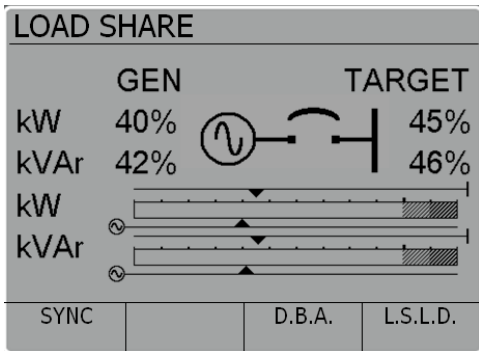 LOAD SHARE
GEN TARGET
kW 40% 45%
kVAr 42% 46%
kW
kVAr
SYNC D.B.A. L.S.L.D.